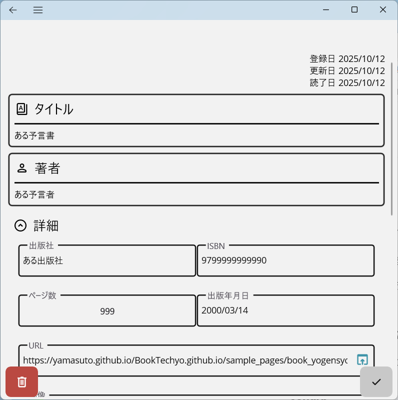 登録日 2025/10/12
更新日 2025/10/12
読了日 2025/10/12
タイトル
ある予言書
著者
ある予言者
詳細
出版社
ある出版社
ISBN
9799999999990
ページ数
999
出版年月日
2000/03/14
URL
https://yamasuto.github.io/BookTechyo.github.io/sample_pages/book_yogensyc